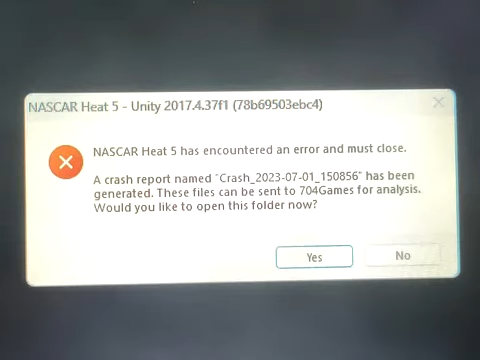 NASCAR Heat 5 - Unity 2017.4.37f1 (78b69503ebc4)
NASCAR Heat 5 has encountered an error and must close.
A crash report named "Crash_2023-07-01_150856" has been
generated. These files can be sent to 704Games for analysis.
Would you like to open this folder now?
Yes
No